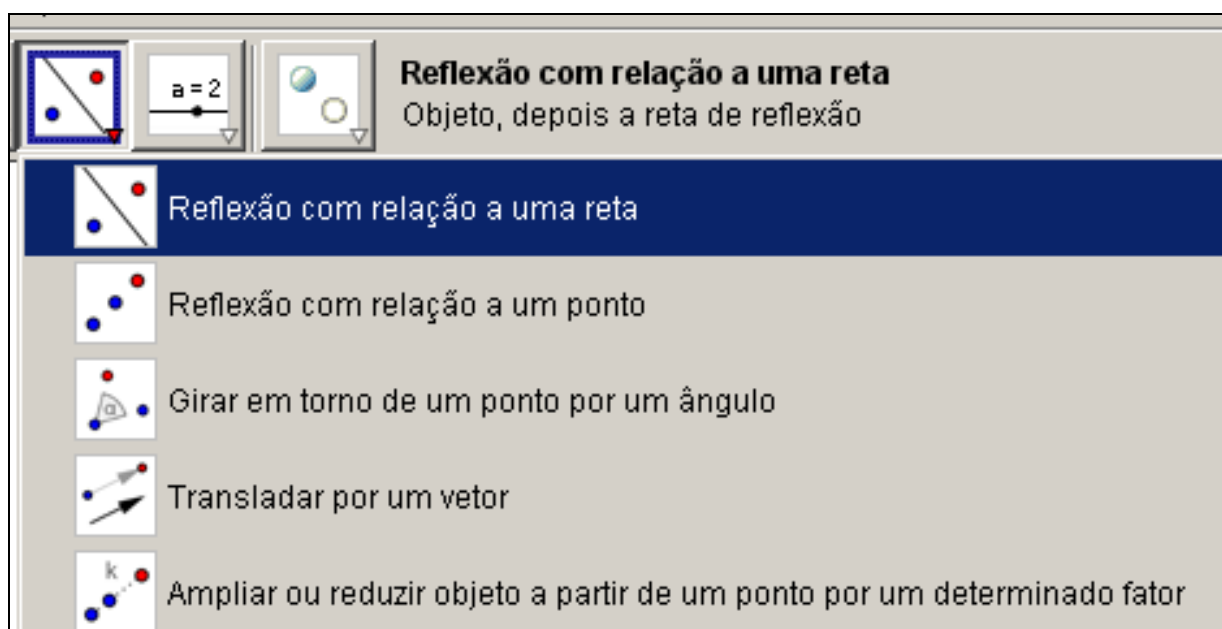 a = 2
Reflexão com relação a uma reta
Objeto, depois a reta de reflexão
Reflexão com relação a uma reta
Reflexão com relação a um ponto
α
Girar em torno de um ponto por um ângulo
Transladar por um vetor
k
Ampliar ou reduzir objeto a partir de um ponto por um determinado fator